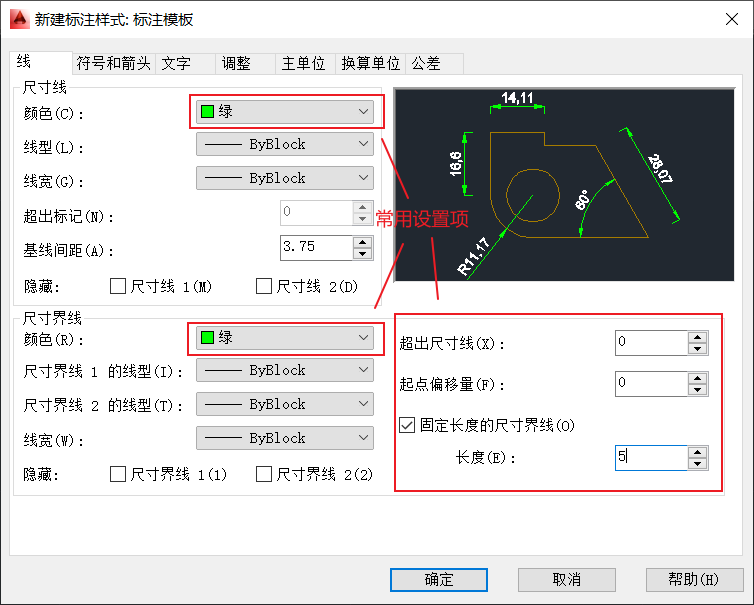 新建标注样式: 标注模板
线 符号和箭头 文字 调整 主单位 换算单位 公差
尺寸线
颜色(C):
绿
线型(L):
ByBlock
线宽(G):
ByBlock
超出标记(N):
0
基线间距(A):
3.75
隐藏:
尺寸线 1(M)
尺寸线 2(D)
14,11
16,6
28,07
60°
R11,17
常用设置项
尺寸界线
颜色(R):
绿
尺寸界线 1 的线型(I):
ByBlock
尺寸界线 2 的线型(T):
ByBlock
线宽(W):
ByBlock
隐藏:
尺寸界线 1(1)
尺寸界线 2(2)
超出尺寸线(X):
0
起点偏移量(F):
0
固定长度的尺寸界线(O)
长度(E):
5
确定 取消 帮助(H)